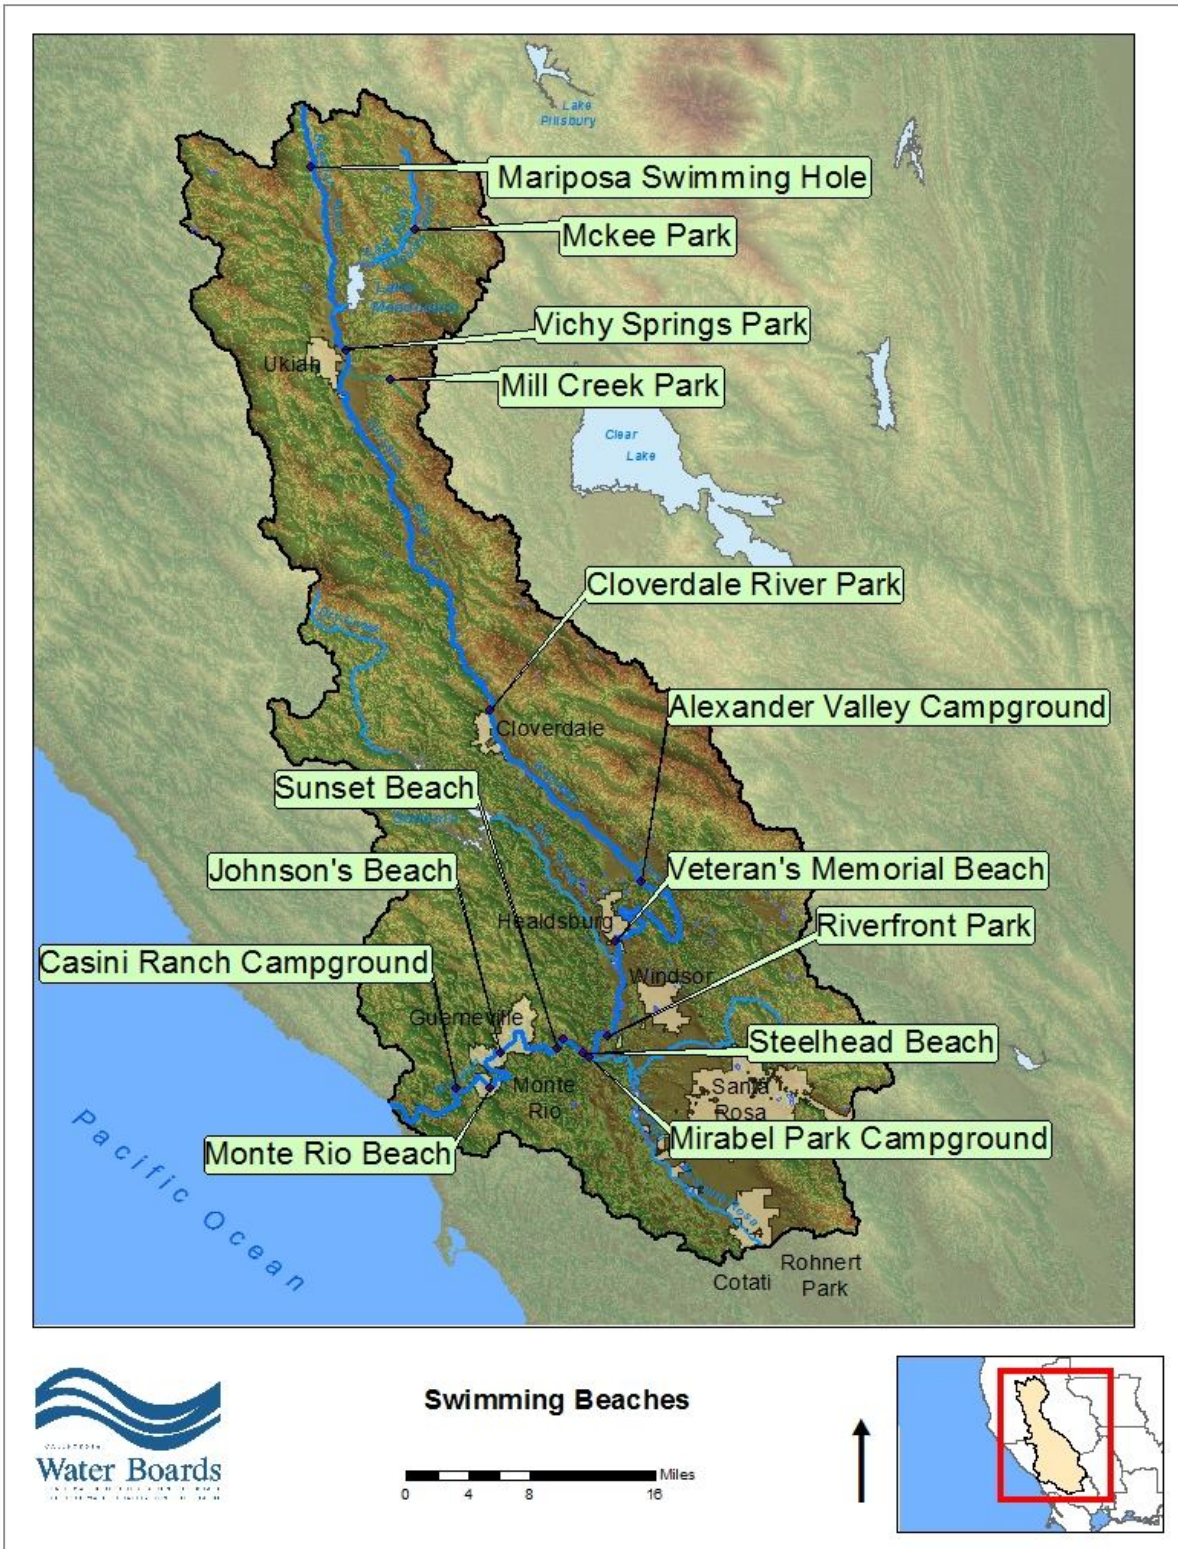 Lake
Pillsbury
Mariposa Swimming Hole
Mckee Park
Lake
Mendocino
Vichy Springs Park
Ukiah
Mill Creek Park
Clear
Lake
Cloverdale River Park
Alexander Valley Campground
Cloverdale
Sunset Beach
Sonoma
Johnson's Beach
Veteran's Memorial Beach
Healdsburg
Riverfront Park
Casini Ranch Campground
Windsor
Guerneville
Steelhead Beach
Monte
Rio
Santa
Rosa
Mirabel Park Campground
Monte Rio Beach
Pacific Ocean
Rohnert
Park
Cotati
Swimming Beaches
CALIFORNIA
Water Boards
Miles
0 4 8 16